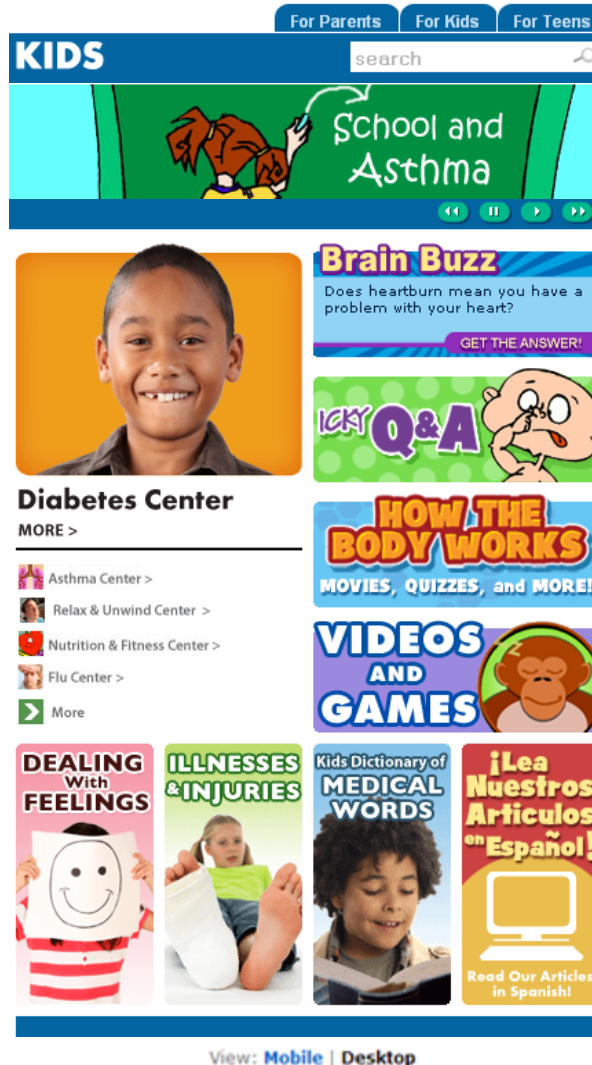 For Parents
For Kids
For Teens
KIDS
search
School and
Asthma
Brain Buzz
Does heartburn mean you have a
problem with your heart?
GET THE ANSWER!
ICKY Q&A
HOW THE
BODY WORKS
MOVIES, QUIZZES, and MORE!
VIDEOS
AND
GAMES
Diabetes Center
MORE >
Asthma Center >
Relax & Unwind Center >
Nutrition & Fitness Center >
Flu Center >
More
DEALING
With
FEELINGS
ILLNESSES
&INJURIES
Kids Dictionary of
MEDICAL
WORDS
¡Lea
Nuestros
Artículos
en Español!
Read Our Articles
in Spanish!
View: Mobile | Desktop